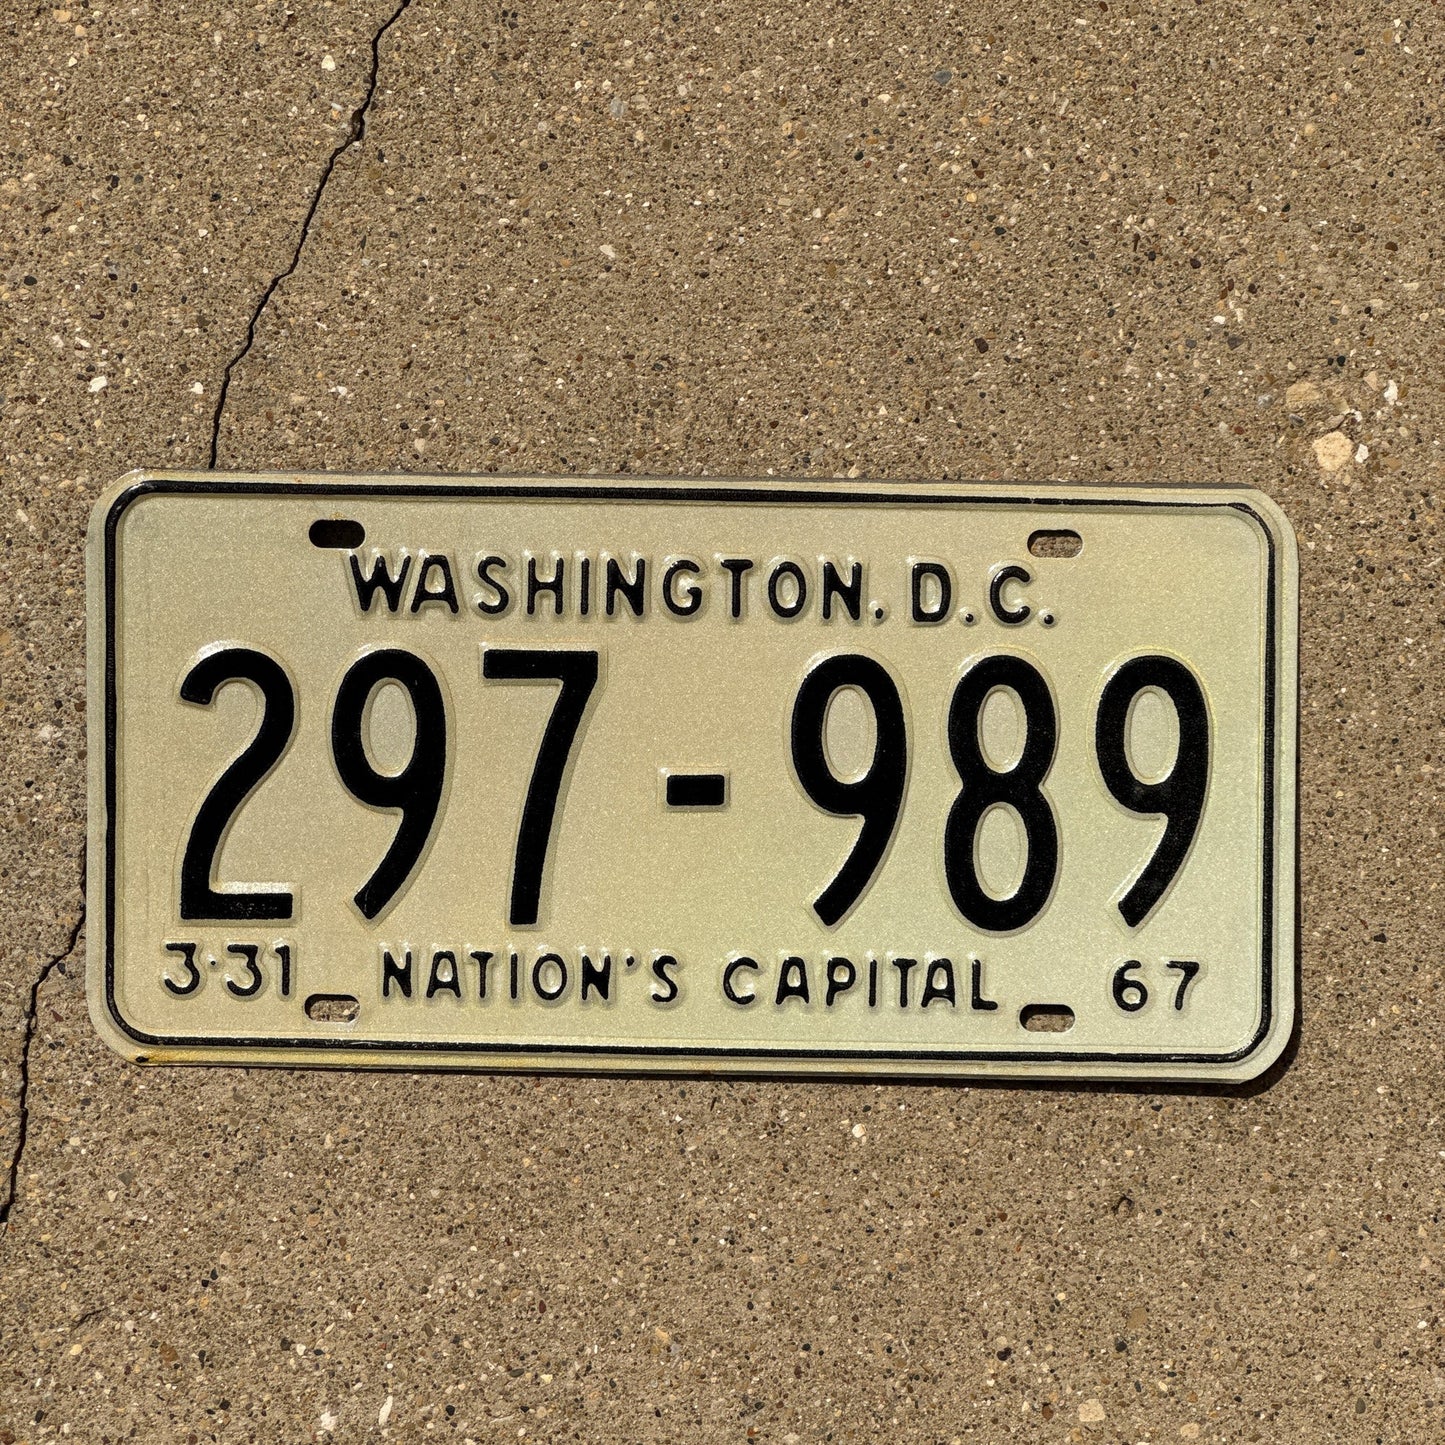 WASHINGTON, D.C.
297-989
3·31 NATION'S CAPITAL 67